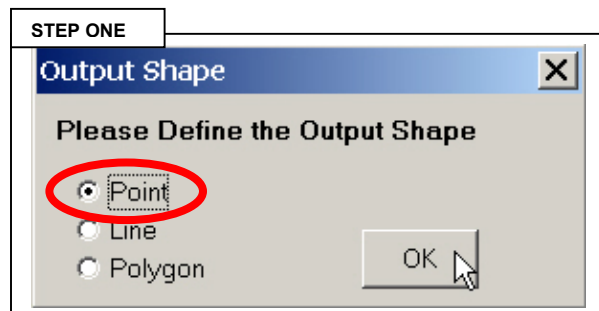 STEP ONE
Output Shape
Please Define the Output Shape
Point
Line
Polygon
OK